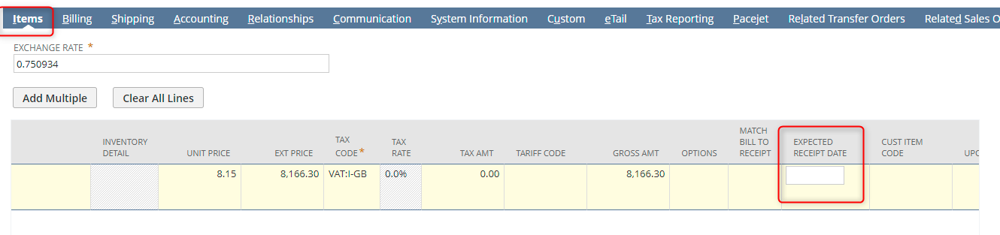 Items Billing Shipping Accounting Relationships Communication System Information Custom eTail Tax Reporting Pacejet Related Transfer Orders Related Sales O
EXCHANGE RATE *
0.750934
Add Multiple Clear All Lines
INVENTORY DETAIL UNIT PRICE EXT PRICE TAX CODE * TAX RATE TAX AMT TARIFF CODE GROSS AMT OPTIONS MATCH BILL TO RECEIPT EXPECTED RECEIPT DATE CUST ITEM CODE UPC
8.15 8,166.30 VAT:I-GB 0.0% 0.00 8,166.30